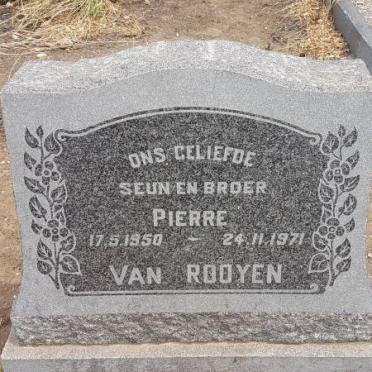 ONS GELIEFDE
SEUN EN BROER
PIERRE
17.5.1950 - 24.11.1971
VAN ROOYEN